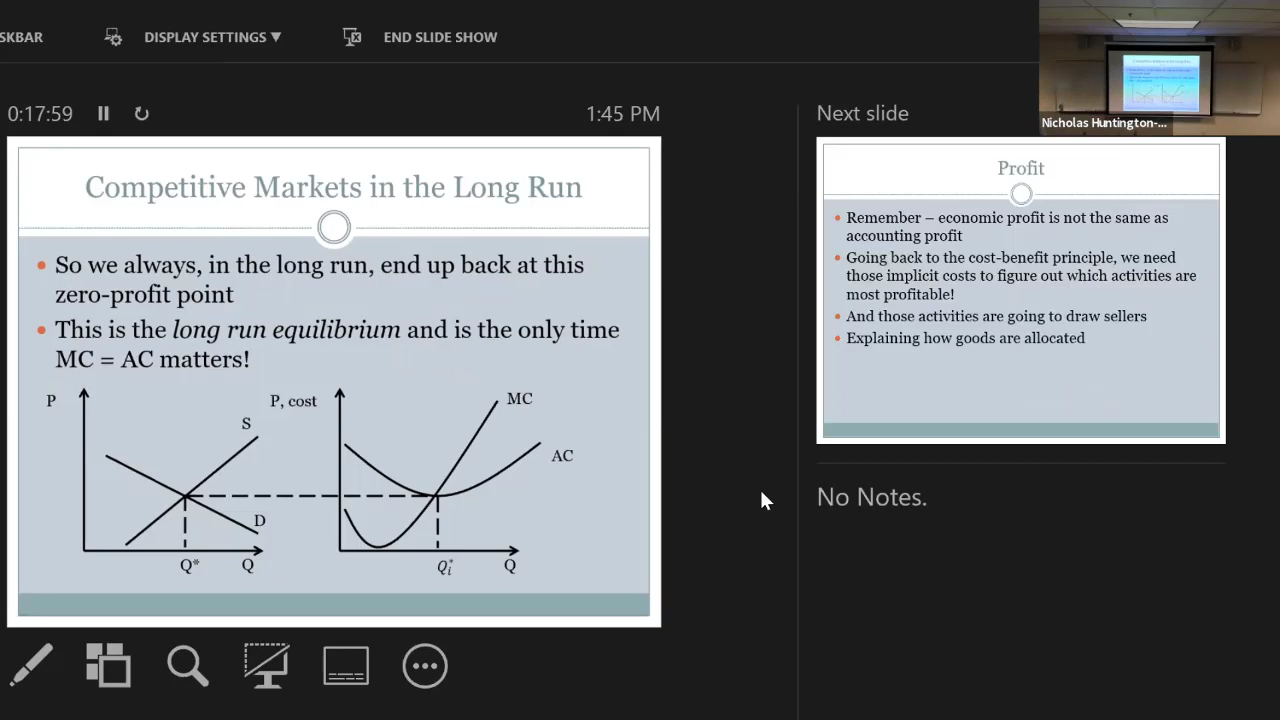 SKBAR
DISPLAY SETTINGS ▼
END SLIDE SHOW
Nicholas Huntington-...
0:17:59
1:45 PM
Next slide
Competitive Markets in the Long Run
• So we always, in the long run, end up back at this
zero-profit point
• This is the long run equilibrium and is the only time
MC = AC matters!
P
S
D
Q*
Q
P, cost
MC
AC
Q_i^*
Q
Profit
• Remember – economic profit is not the same as
accounting profit
• Going back to the cost-benefit principle, we need
those implicit costs to figure out which activities are
most profitable!
• And those activities are going to draw sellers
• Explaining how goods are allocated
No Notes.